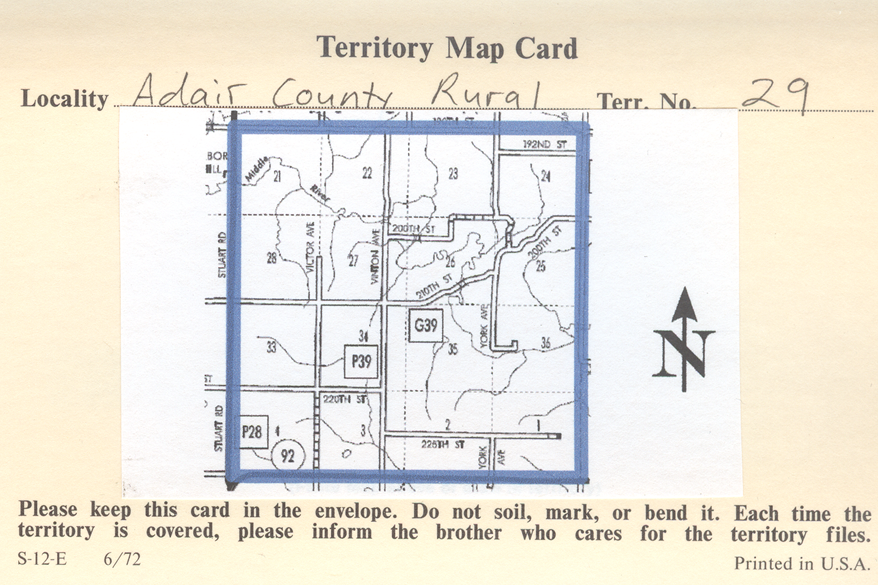 Territory Map Card
Locality Adair County Rural Terr. No. 29
192ND ST
Middle
River
21
22
23
24
200TH ST
200TH ST
STUART RD
VICTOR AVE
VINTON AVE
28
27
26
25
210TH ST
G39
YORK AVE
33
34
35
36
P39
220TH ST
STUART RD
P28
4
3
2
1
92
225TH ST
YORK AVE
N
Please keep this card in the envelope. Do not soil, mark, or bend it. Each time the
territory is covered, please inform the brother who cares for the territory files.
S-12-E 6/72 Printed in U.S.A.